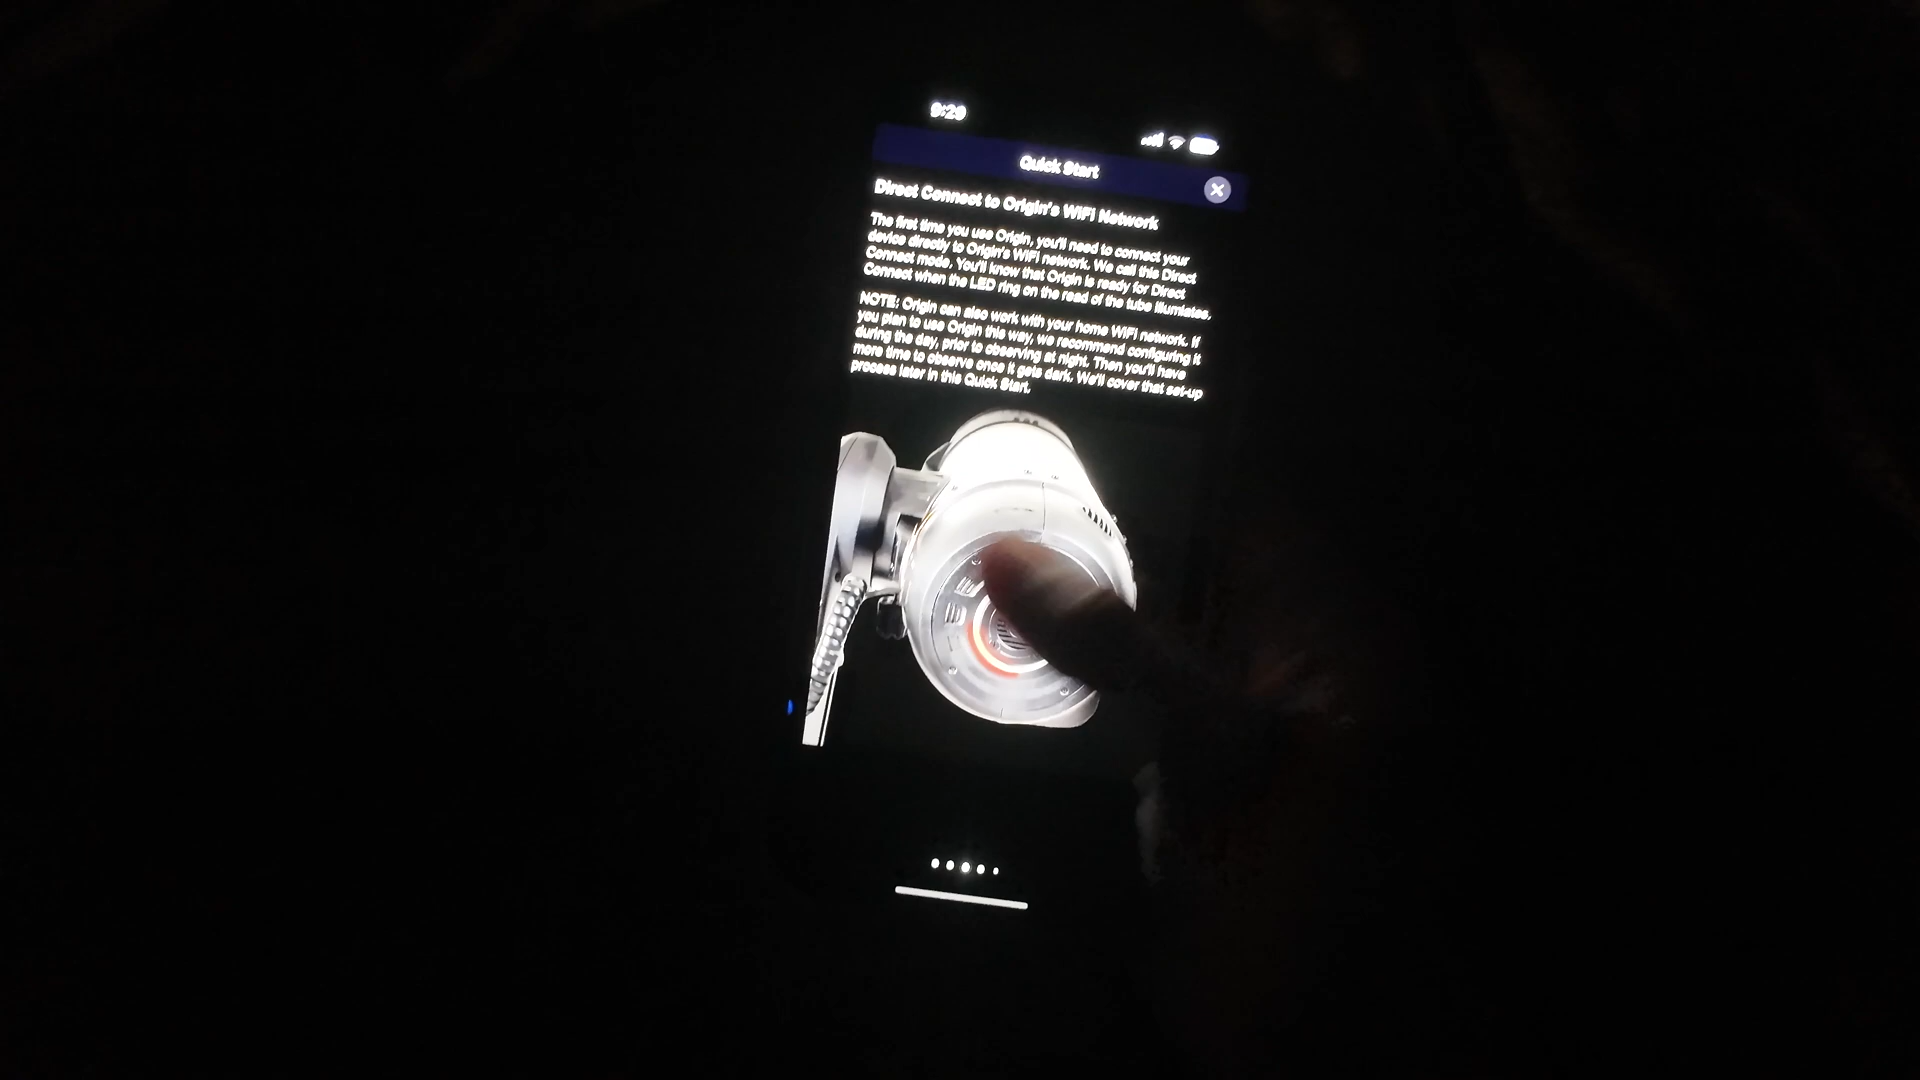 9:29
Quick Start
Direct Connect to Origin's WiFi Network
The first time you use Origin, you'll need to connect your
device directly to Origin's WiFi network. We call this Direct
Connect mode. You'll know that Origin is ready for Direct
Connect when the LED ring on the read of the tube illumiates.
NOTE: Origin can also work with your home WiFi network. If
you plan to use Origin this way, we recommend configuring it
during the day, prior to observing at night. Then you'll have
more time to observe once it gets dark. We'll cover that set-up
process later in this Quick Start.